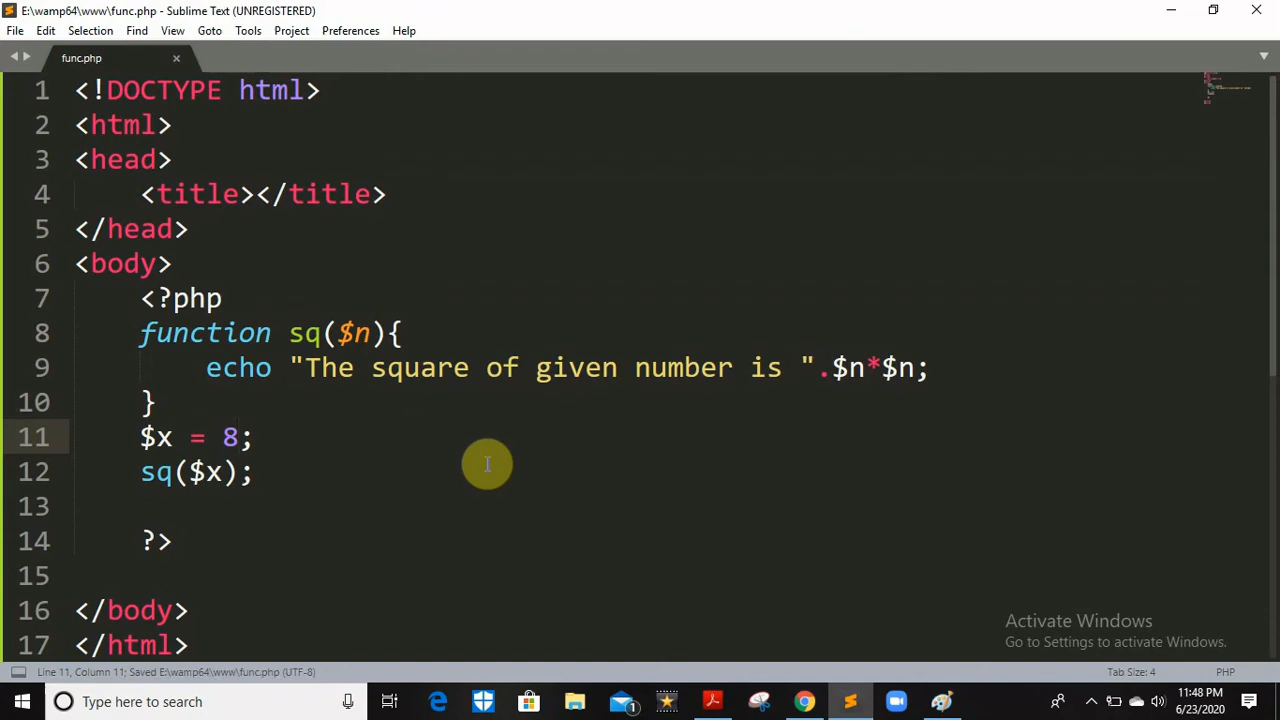 E:\wamp64\www\func.php - Sublime Text (UNREGISTERED)
File Edit Selection Find View Goto Tools Project Preferences Help
func.php
1 <!DOCTYPE html>
2 <html>
3 <head>
4 <title></title>
5 </head>
6 <body>
7 <?php
8 function sq($n){
9 echo "The square of given number is ".$n*$n;
10 }
11 $x = 8;
12 sq($x);
13
14 ?>
15
16 </body>
17 </html>
Activate Windows
Go to Settings to activate Windows.
Line 11, Column 11; Saved E:\wamp64\www\func.php (UTF-8) Tab Size: 4 PHP
Type here to search
1
11:48 PM
6/23/2020